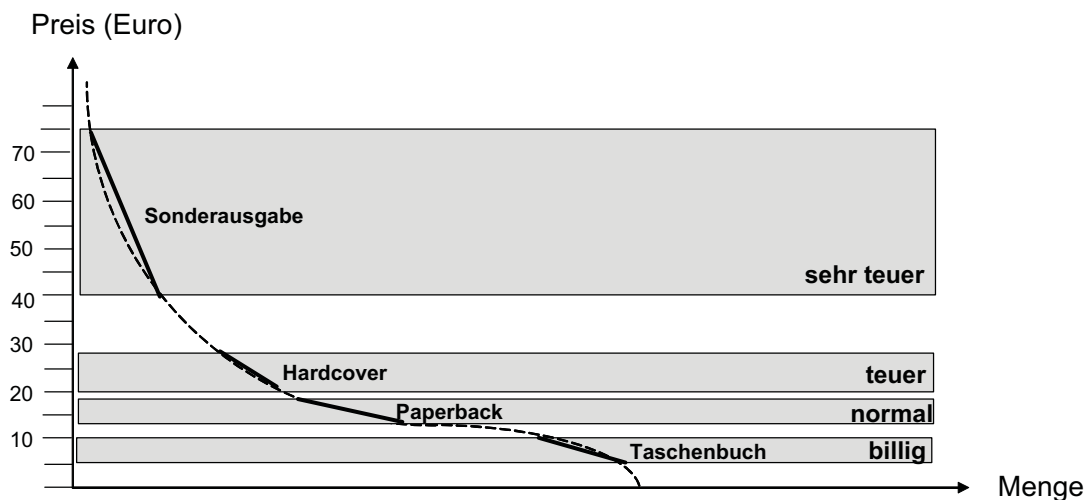 Preis (Euro)
70
60
Sonderausgabe
50
sehr teuer
40
30
Hardcover
teuer
20
Paperback
normal
10
Taschenbuch
billig
Menge